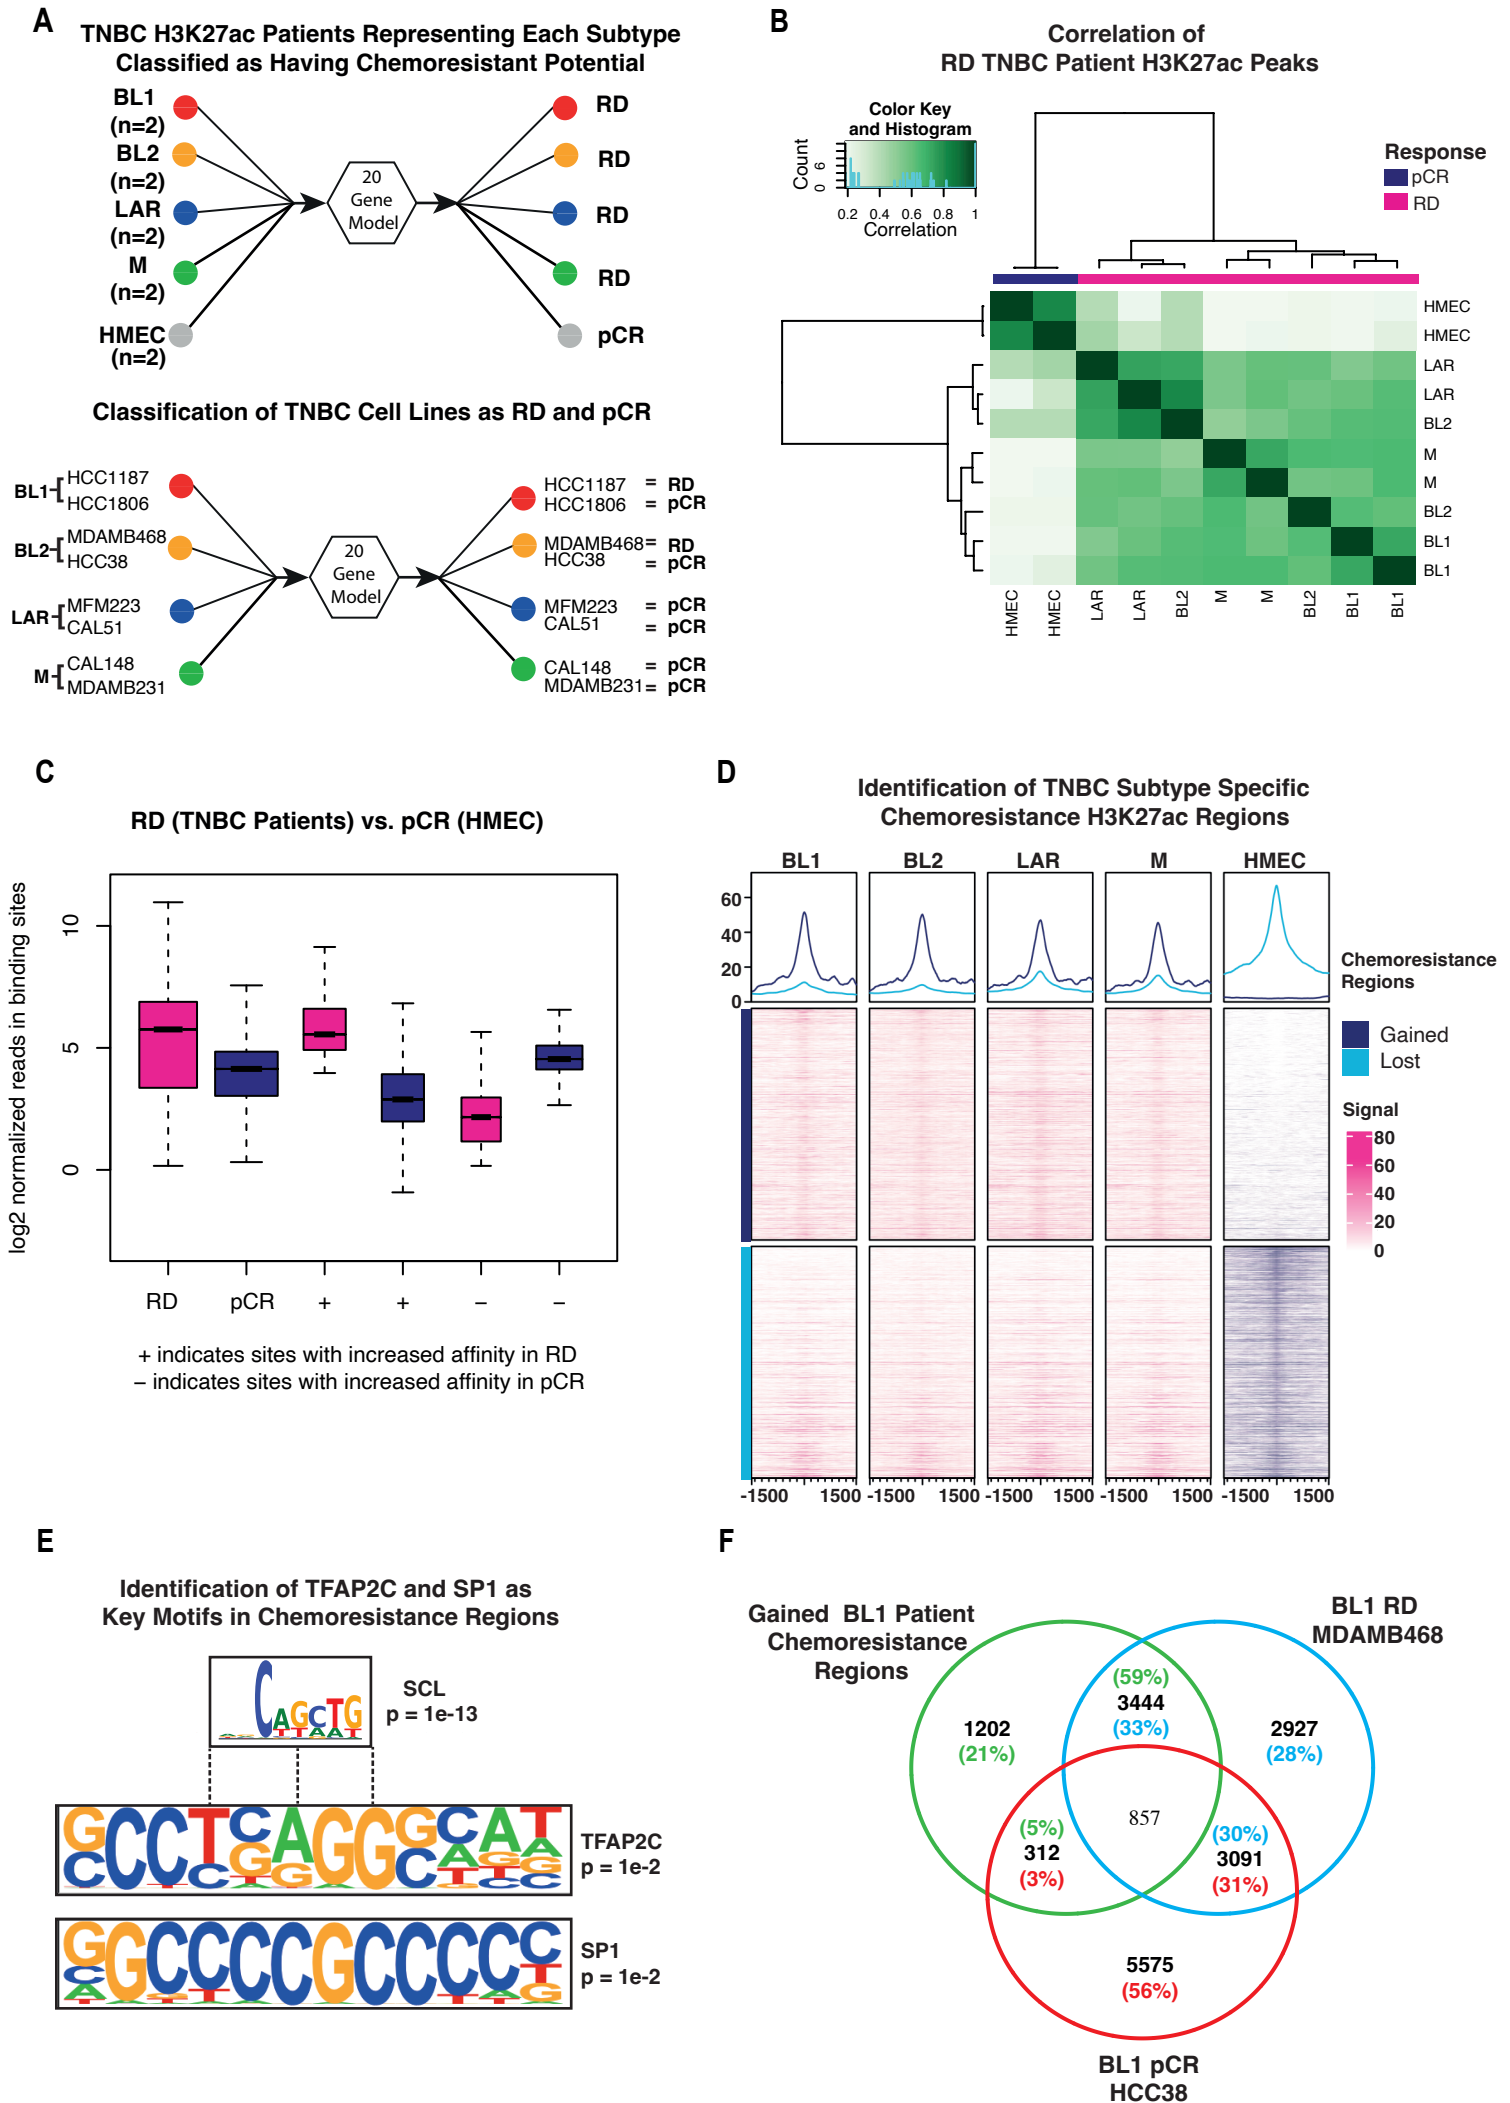 A
TNBC H3K27ac Patients Representing Each Subtype
Classified as Having Chemoresistant Potential
BL1
(n=2)
BL2
(n=2)
LAR
(n=2)
M
(n=2)
HMEC
(n=2)
20
Gene
Model
RD
RD
RD
RD
pCR
Classification of TNBC Cell Lines as RD and pCR
BL1 HCC1187
HCC1806
BL2 MDAMB468
HCC38
LAR MFM223
CAL51
M CAL148
MDAMB231
20
Gene
Model
HCC1187 = RD
HCC1806 = pCR
MDAMB468 = RD
HCC38 = pCR
MFM223 = pCR
CAL51 = pCR
CAL148 = pCR
MDAMB231 = pCR
B
Correlation of
RD TNBC Patient H3K27ac Peaks
Color Key
and Histogram
Count
0 6
0.2 0.4 0.6 0.8 1
Correlation
Response
pCR
RD
HMEC
HMEC
LAR
LAR
BL2
M
M
BL2
BL1
BL1
HMEC HMEC LAR LAR BL2 M M BL2 BL1 BL1
C
RD (TNBC Patients) vs. pCR (HMEC)
log2 normalized reads in binding sites
10
5
0
RD pCR + + − −
+ indicates sites with increased affinity in RD
− indicates sites with increased affinity in pCR
D
Identification of TNBC Subtype Specific
Chemoresistance H3K27ac Regions
BL1 BL2 LAR M HMEC
60
40
20
0
Chemoresistance
Regions
Gained
Lost
Signal
80
60
40
20
0
-1500 1500 -1500 1500 -1500 1500 -1500 1500 -1500 1500
E
Identification of TFAP2C and SP1 as
Key Motifs in Chemoresistance Regions
SCL
p = 1e-13
TFAP2C
p = 1e-2
SP1
p = 1e-2
F
Gained BL1 Patient
Chemoresistance
Regions
BL1 RD
MDAMB468
(59%)
3444
(33%)
1202
(21%)
2927
(28%)
857
(5%)
312
(3%)
(30%)
3091
(31%)
5575
(56%)
BL1 pCR
HCC38